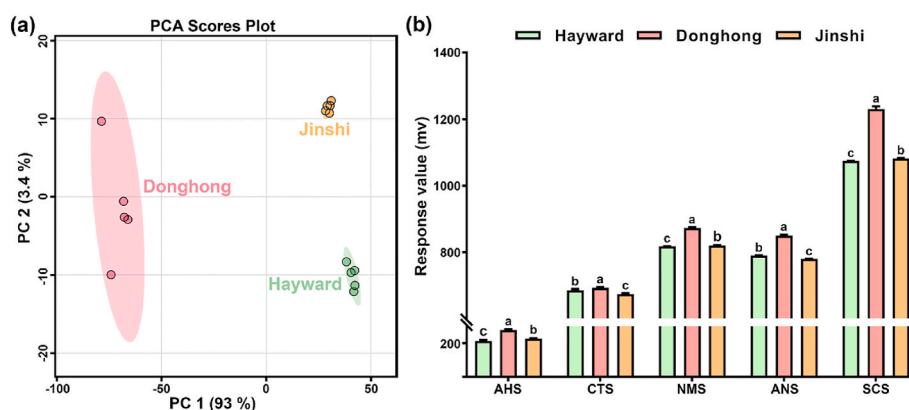 (a)
PCA Scores Plot
20
10
0
-10
-20
PC 2 (3.4 %)
Donghong
Jinshi
Hayward
-100
-50
0
50
PC 1 (93 %)
(b)
Hayward
Donghong
Jinshi
1400
1200
1000
800
200
Response value (mv)
c
a
b
b
a
c
c
a
b
b
a
c
c
a
b
AHS
CTS
NMS
ANS
SCS